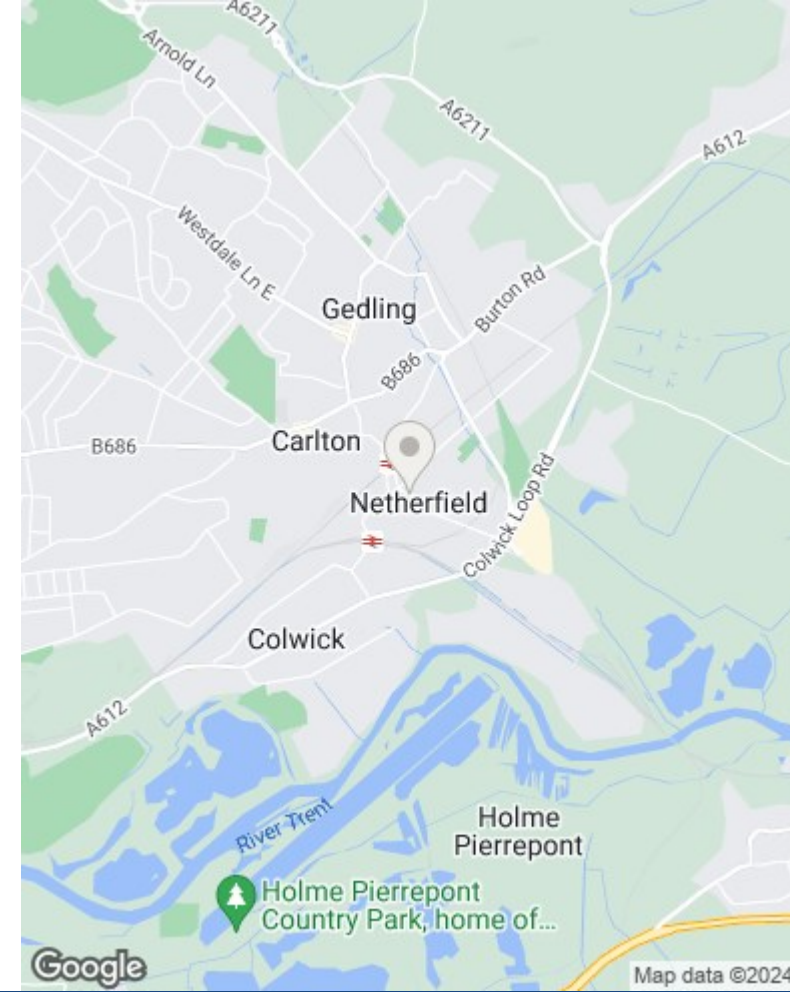 A6211
Arnold Ln
A6211
A612
Westdale Ln E
Gedling
Burton Rd
B686
B686
Carlton
Netherfield
Colwick Loop Rd
Colwick
A612
River Trent
Holme
Pierrepont
Holme Pierrepont
Country Park, home of...
Google
Map data ©2024